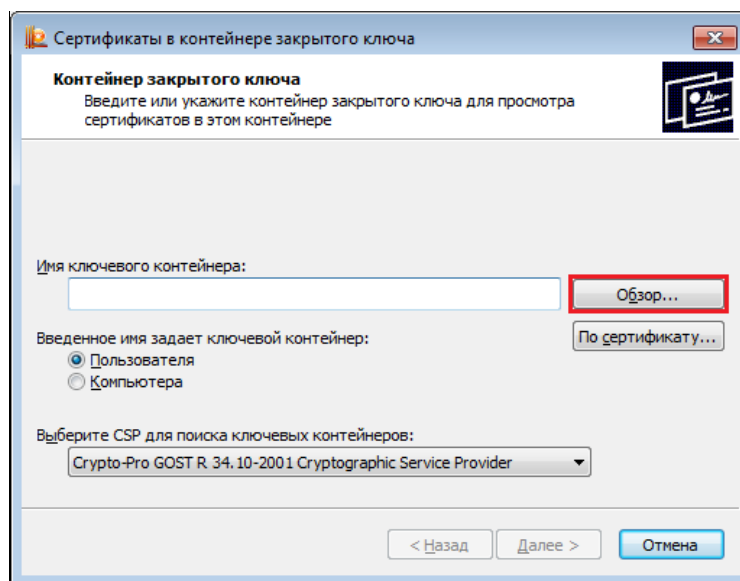 Сертификаты в контейнере закрытого ключа
Контейнер закрытого ключа
Введите или укажите контейнер закрытого ключа для просмотра
сертификатов в этом контейнере
Имя ключевого контейнера:
Обзор...
Введенное имя задает ключевой контейнер:
По сертификату...
Пользователя
Компьютера
Выберите CSP для поиска ключевых контейнеров:
Crypto-Pro GOST R 34.10-2001 Cryptographic Service Provider
< Назад
Далее >
Отмена